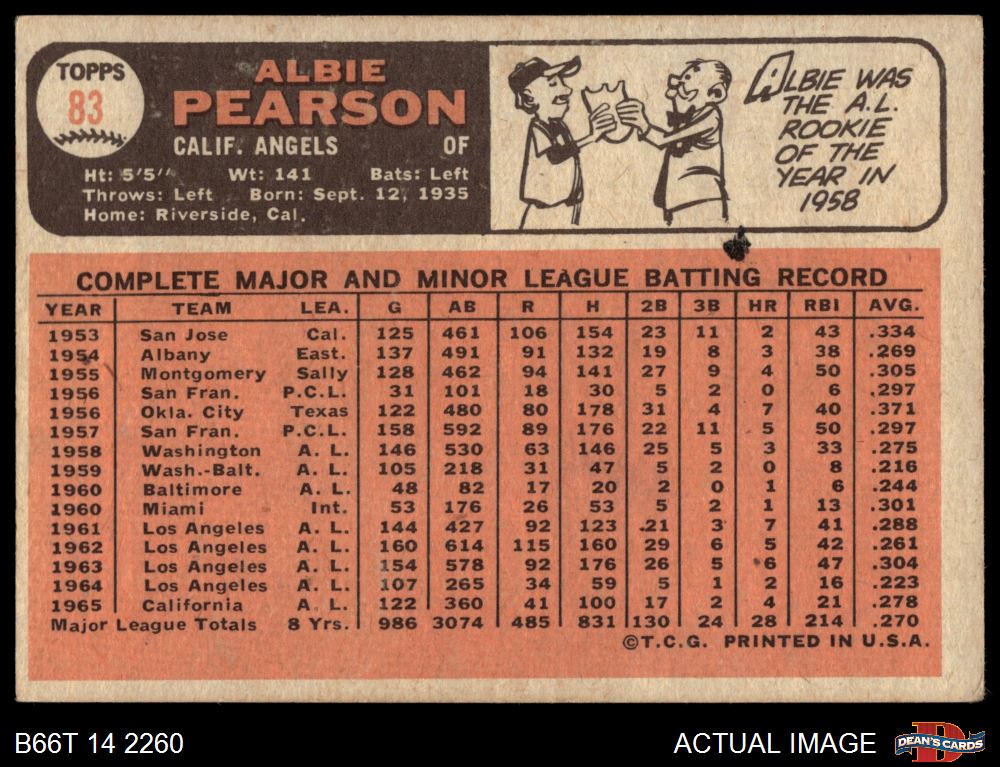 TOPPS
83
ALBIE
PEARSON
CALIF. ANGELS OF
Ht: 5'5" Wt: 141 Bats: Left
Throws: Left Born: Sept. 12, 1935
Home: Riverside, Cal.
ALBIE WAS
THE A.L.
ROOKIE
OF THE
YEAR IN
1958
COMPLETE MAJOR AND MINOR LEAGUE BATTING RECORD
YEAR TEAM LEA. G AB R H 2B 3B HR RBI AVG.
1953 San Jose Cal. 125 461 106 154 23 11 2 43 .334
1954 Albany East. 137 491 91 132 19 8 3 38 .269
1955 Montgomery Sally 128 462 94 141 27 9 4 50 .305
1956 San Fran. P.C.L. 31 101 18 30 5 2 0 6 .297
1956 Okla. City Texas 122 480 80 178 31 4 7 40 .371
1957 San Fran. P.C.L. 158 592 89 176 22 11 5 50 .297
1958 Washington A. L. 146 530 63 146 25 5 3 33 .275
1959 Wash.-Balt. A. L. 105 218 31 47 5 2 0 8 .216
1960 Baltimore A. L. 48 82 17 20 2 0 1 6 .244
1960 Miami Int. 53 176 26 53 5 2 1 13 .301
1961 Los Angeles A. L. 144 427 92 123 21 3 7 41 .288
1962 Los Angeles A. L. 160 614 115 160 29 6 5 42 .261
1963 Los Angeles A. L. 154 578 92 176 26 5 6 47 .304
1964 Los Angeles A. L. 107 265 34 59 5 1 2 16 .223
1965 California A. L. 122 360 41 100 17 2 4 21 .278
Major League Totals 8 Yrs. 986 3074 485 831 130 24 28 214 .270
©T.C.G. PRINTED IN U.S.A.
B66T 14 2260
ACTUAL IMAGE
D
DEAN'S CARDS